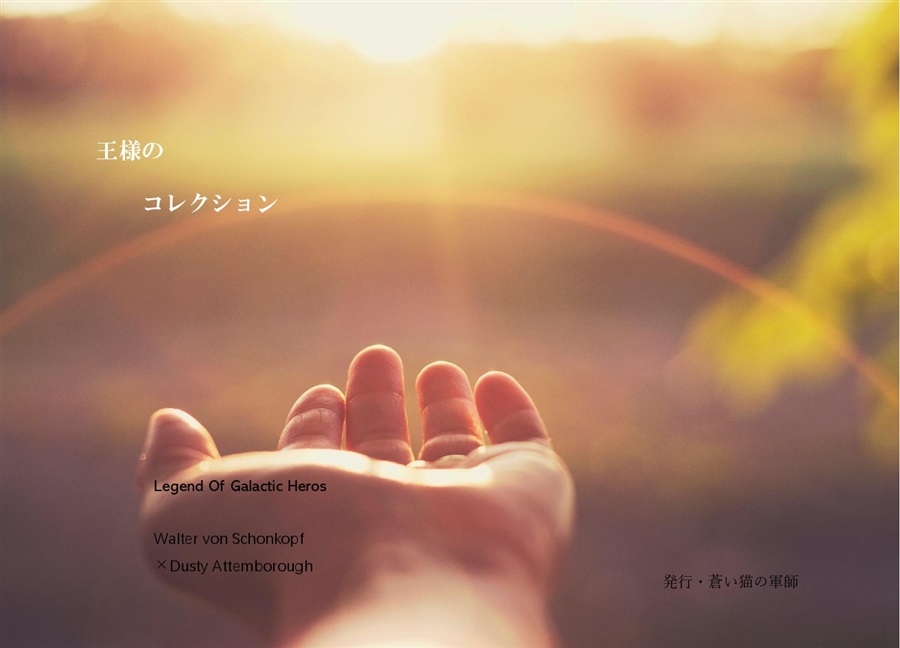 王様の
コレクション
Legend Of Galactic Heros
Walter von Schonkopf
×Dusty Attemborough
発行・蒼い猫の軍師